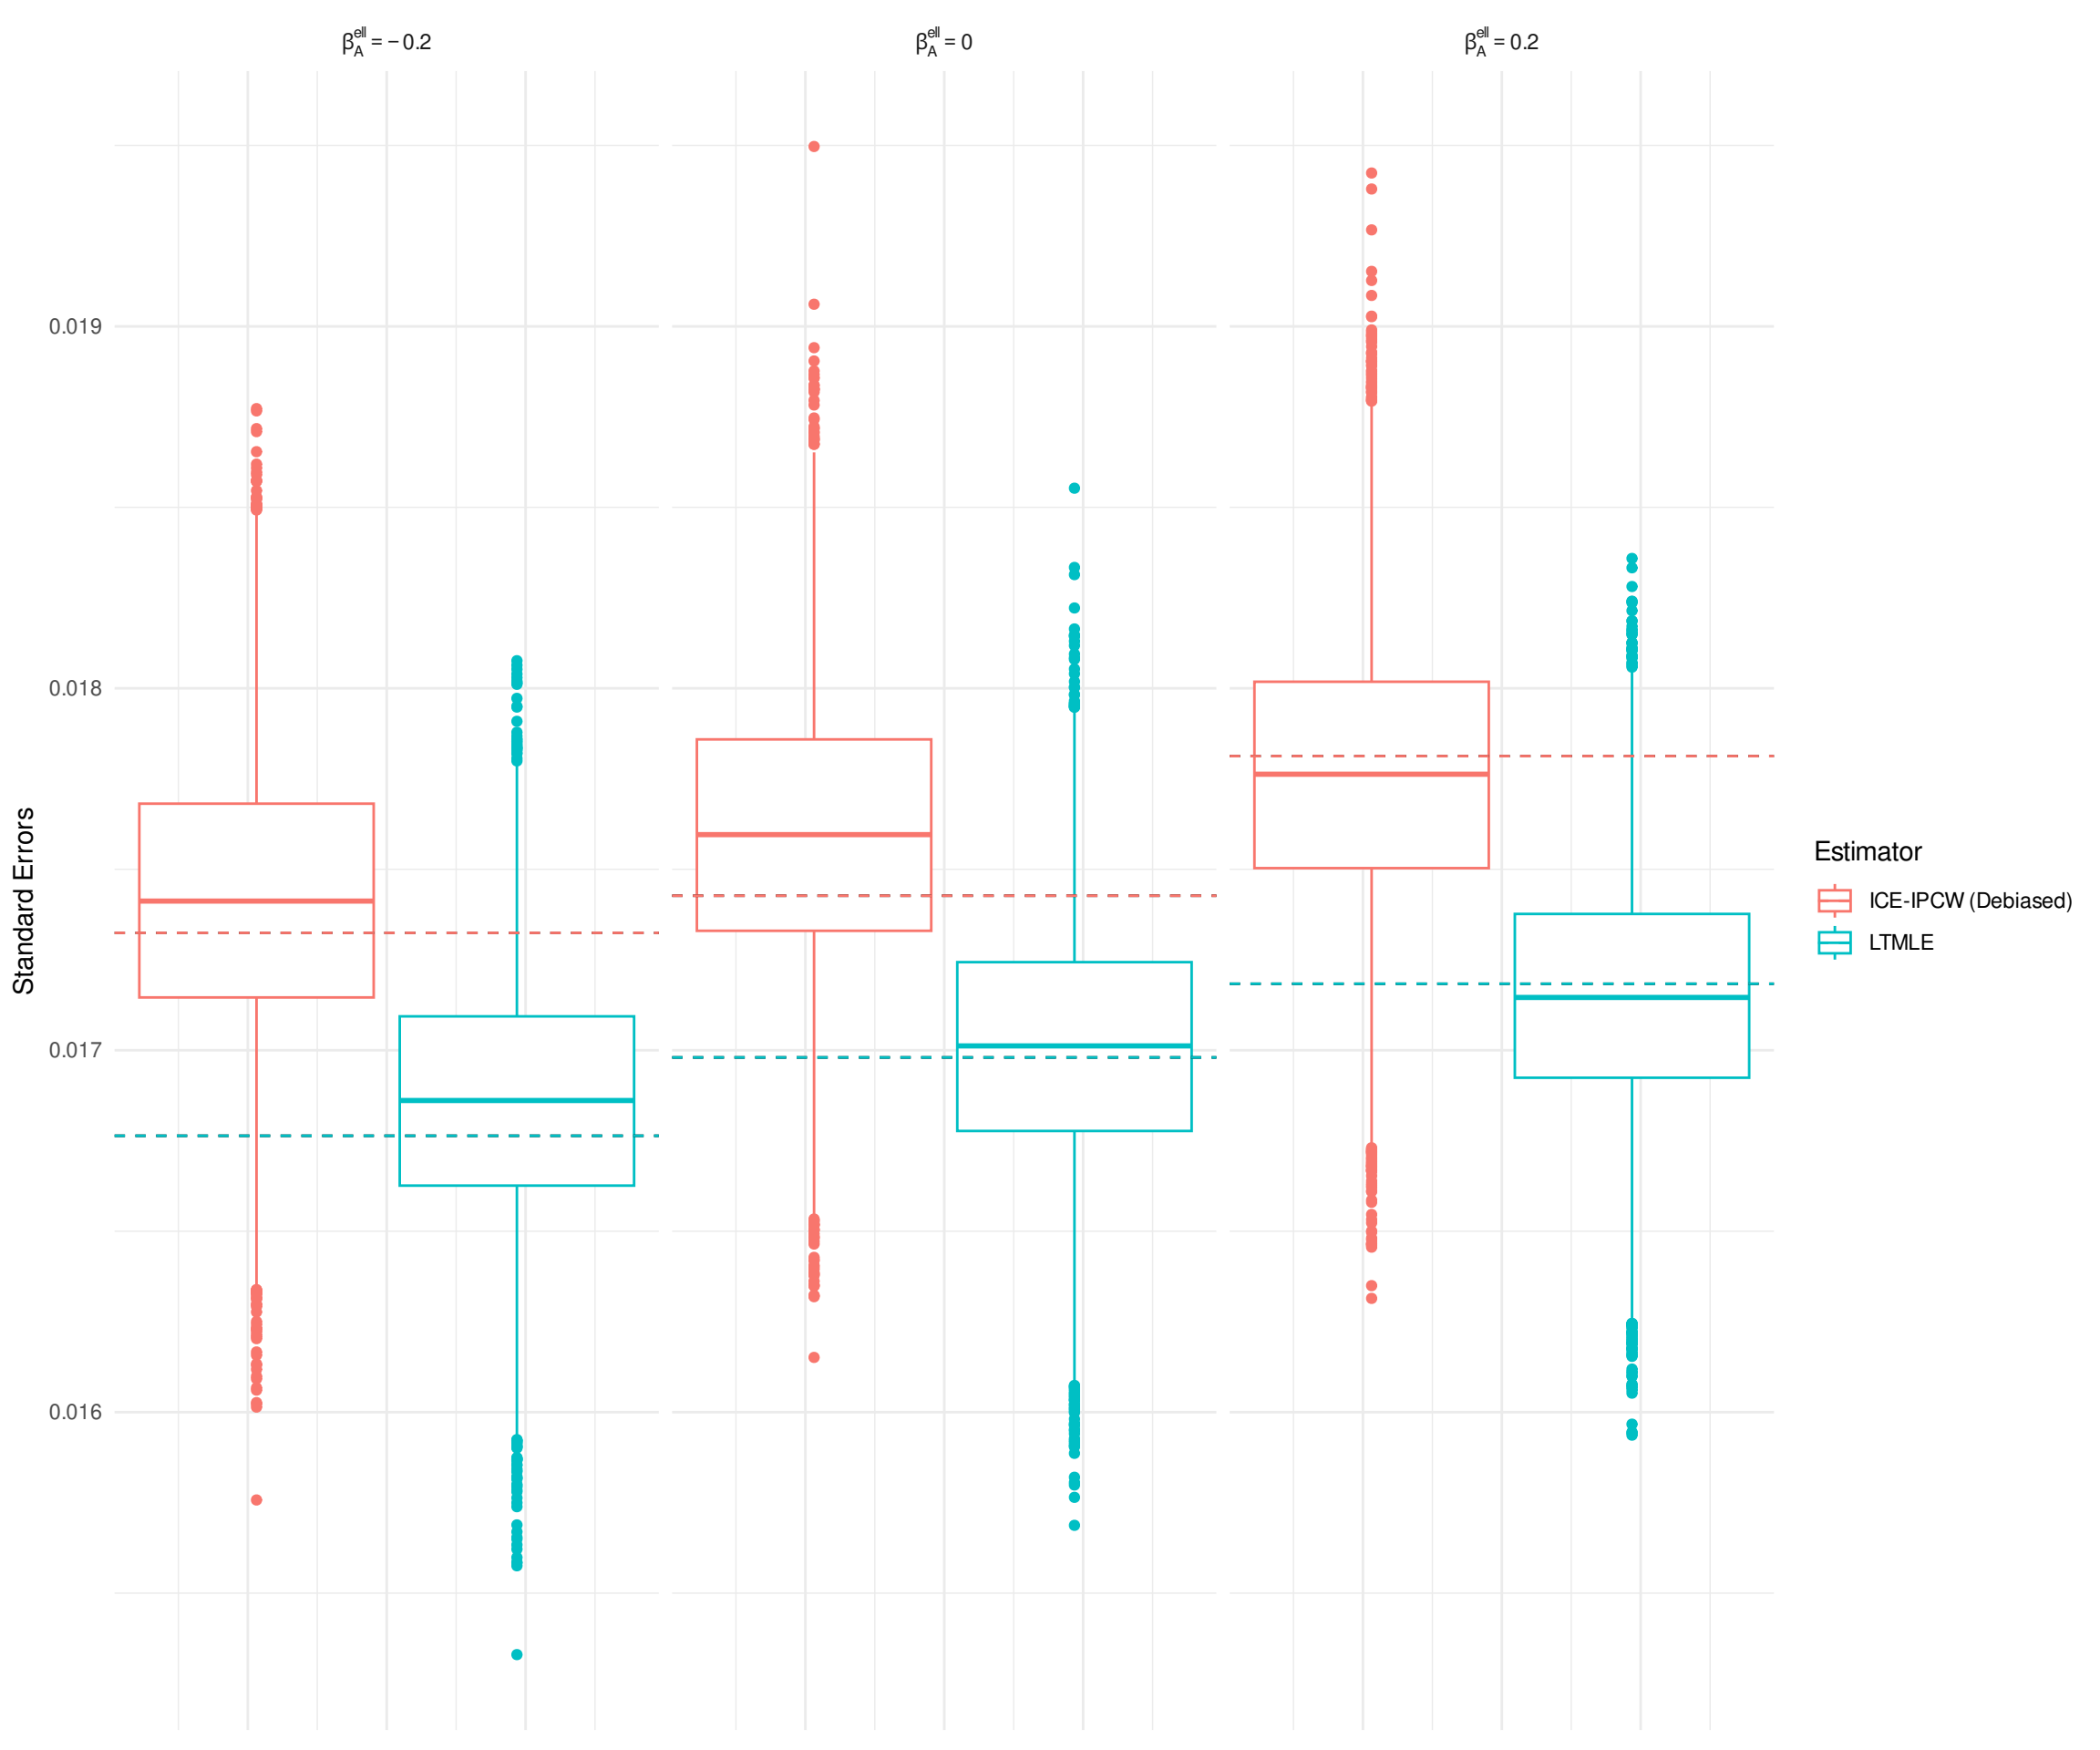 β_A^ell = −0.2
β_A^ell = 0
β_A^ell = 0.2
0.019
0.018
0.017
0.016
Standard Errors
Estimator
ICE-IPCW (Debiased)
LTMLE